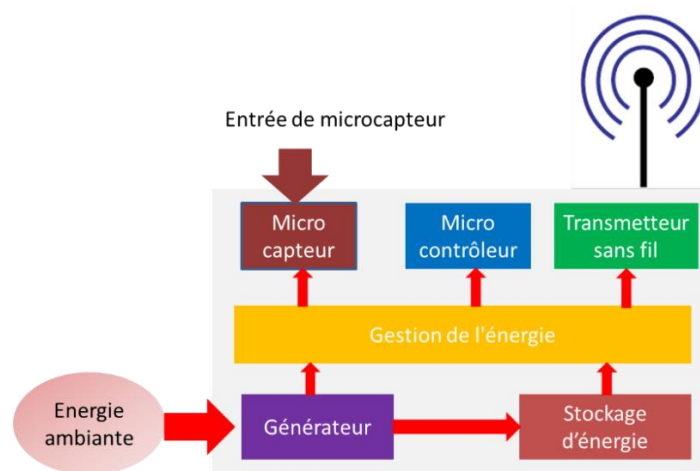 Entrée de microcapteur
Micro
capteur
Micro
contrôleur
Transmetteur
sans fil
Gestion de l'énergie
Energie
ambiante
Générateur
Stockage
d’énergie